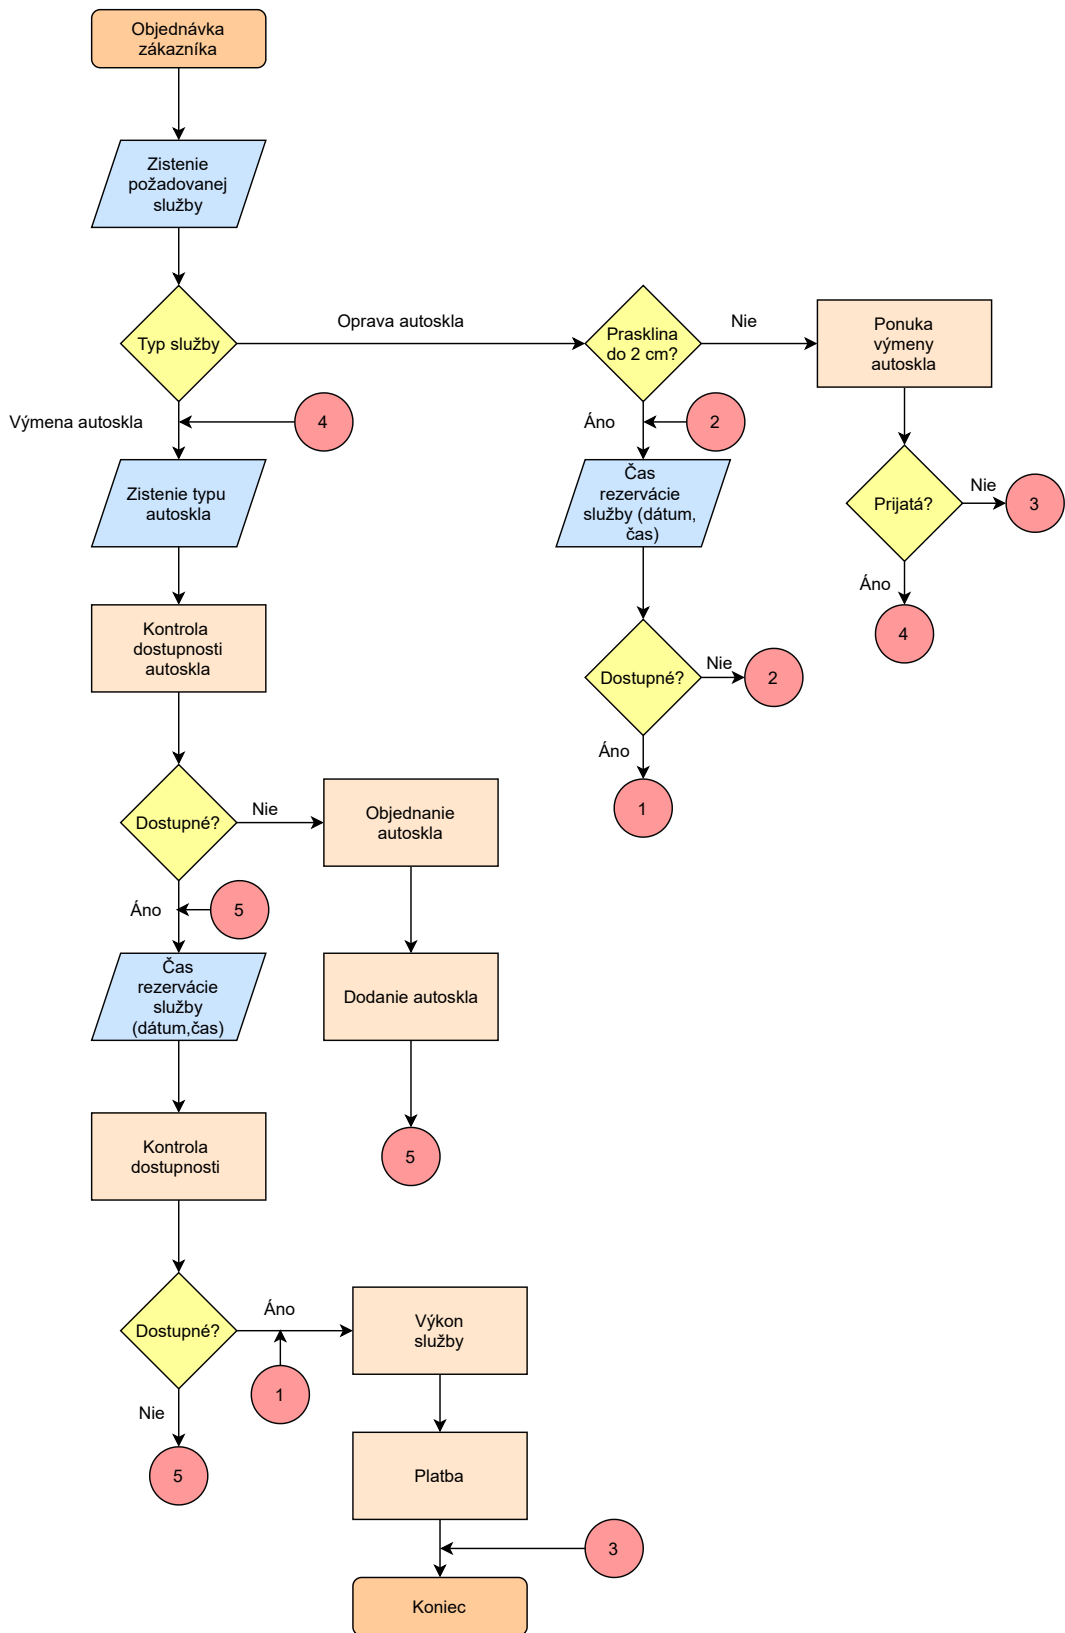 Objednávka
zákazníka
Zistenie
požadovanej
služby
Typ služby
Oprava autoskla
Prasklina
do 2 cm?
Nie
Ponuka
výmeny
autoskla
Výmena autoskla
4
Áno
2
Zistenie typu
autoskla
Čas
rezervácie
služby (dátum,
čas)
Prijatá?
Nie
3
Áno
4
Kontrola
dostupnosti
autoskla
Dostupné?
Nie
2
Áno
1
Dostupné?
Nie
Objednanie
autoskla
Áno
5
Čas
rezervácie
služby
(dátum,čas)
Dodanie autoskla
5
Kontrola
dostupnosti
Dostupné?
Áno
1
Výkon
služby
Nie
5
Platba
3
Koniec